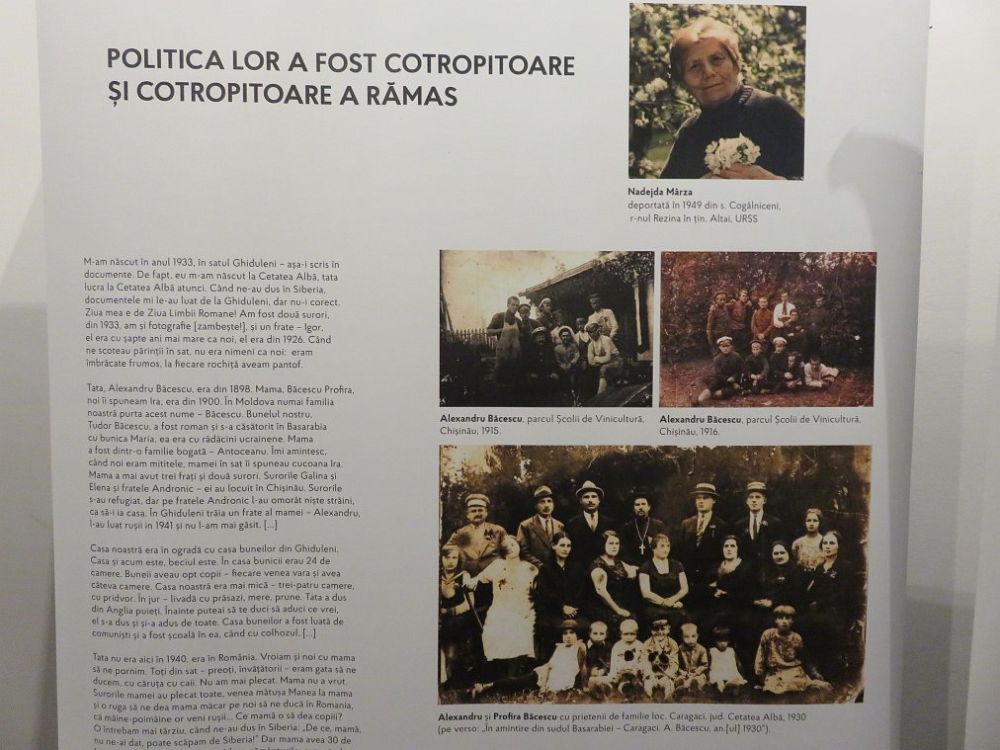 POLITICA LOR A FOST COTROPITOARE
ȘI COTROPITOARE A RĂMAS
Nadejda Mârza
deportată în 1949 din s. Cogâlniceni,
r-nul Rezina în țin. Altai, URSS
M-am născut în anul 1933, în satul Ghiduleni – așa-i scris în
documente. De fapt, eu m-am născut la Cetatea Albă, tata
lucra la Cetatea Albă atunci. Când ne-au dus în Siberia,
documentele mi le-au luat de la Ghiduleni, dar nu-i corect.
Ziua mea e de Ziua Limbii Romane! Am fost două surori,
din 1933, am și fotografie [zambește!], și un frate – Igor,
el era cu șapte ani mai mare ca noi, el era din 1926. Când
ne scoteau părinții în sat, nu era nimeni ca noi: eram
îmbrăcate frumos, la fiecare rochiță aveam pantof.
Tata, Alexandru Băcescu, era din 1898. Mama, Băcescu Profira,
noi îi spuneam Ira, era din 1900. În Moldova numai familia
noastră purta acest nume – Băcescu. Bunelul nostru,
Tudor Băcescu, a fost roman și s-a căsătorit în Basarabia
cu bunica Maria, ea era cu rădăcini ucrainene. Mama
a fost dintr-o familie bogată – Antoceanu. Îmi amintesc,
când noi eram mititele, mamei în sat îi spuneau cucoana Ira.
Mama a mai avut trei frați și două surori. Surorile Galina și
Elena și fratele Andronic – ei au locuit în Chișinău. Surorile
s-au refugiat, dar pe fratele Andronic l-au omorât niște străini,
ca să-i ia casa. În Ghiduleni trăia un frate al mamei – Alexandru,
l-au luat rușii în 1941 și nu l-am mai găsit. [...]
Casa noastră era în ogradă cu casa buneilor din Ghiduleni.
Casa și acum este, beciul este. În casa bunicii erau 24 de
camere. Buneii aveau opt copii – fiecare venea vara și avea
câteva camere. Casa noastră era mai mică – trei-patru camere,
cu pridvor. În jur – livadă cu prăsazi, mere, prune. Tata a dus
din Anglia puieți. Înainte puteai să te duci să aduci ce vrei,
el s-a dus și și-a adus de toate. Casa buneilor a fost luată de
comuniști și a fost școală în ea, când cu colhozul. [...]
Tata nu era aici în 1940, era în România. Vroiam și noi cu mama
să ne pornim. Toți din sat – preoți, învățătorii – eram gata să ne
ducem, cu căruța cu caii. Nu am mai plecat. Mama nu a vrut.
Surorile mamei au plecat toate, venea mătușa Manea la mama
și o ruga să ne dea mama măcar pe noi să ne ducă în Romania,
că mâine-poimâine or veni rușii... Ce mamă o să dea copiii?
O întrebam mai târziu, când ne-au dus în Siberia: „De ce, mamă,
nu ne-ai dat, poate scăpam de Siberia!" Dar mama avea 30 de
Alexandru Băcescu, parcul Școlii de Vinicultură,
Chișinău, 1915.
Alexandru Băcescu, parcul Școlii de Vinicultură,
Chișinău, 1916.
Alexandru și Profira Băcescu cu prietenii de familie loc. Caragaci, jud. Cetatea Albă, 1930
(pe verso: „În amintire din sudul Basarabiei – Caragaci. A. Băcescu, an.[ul] 1930").